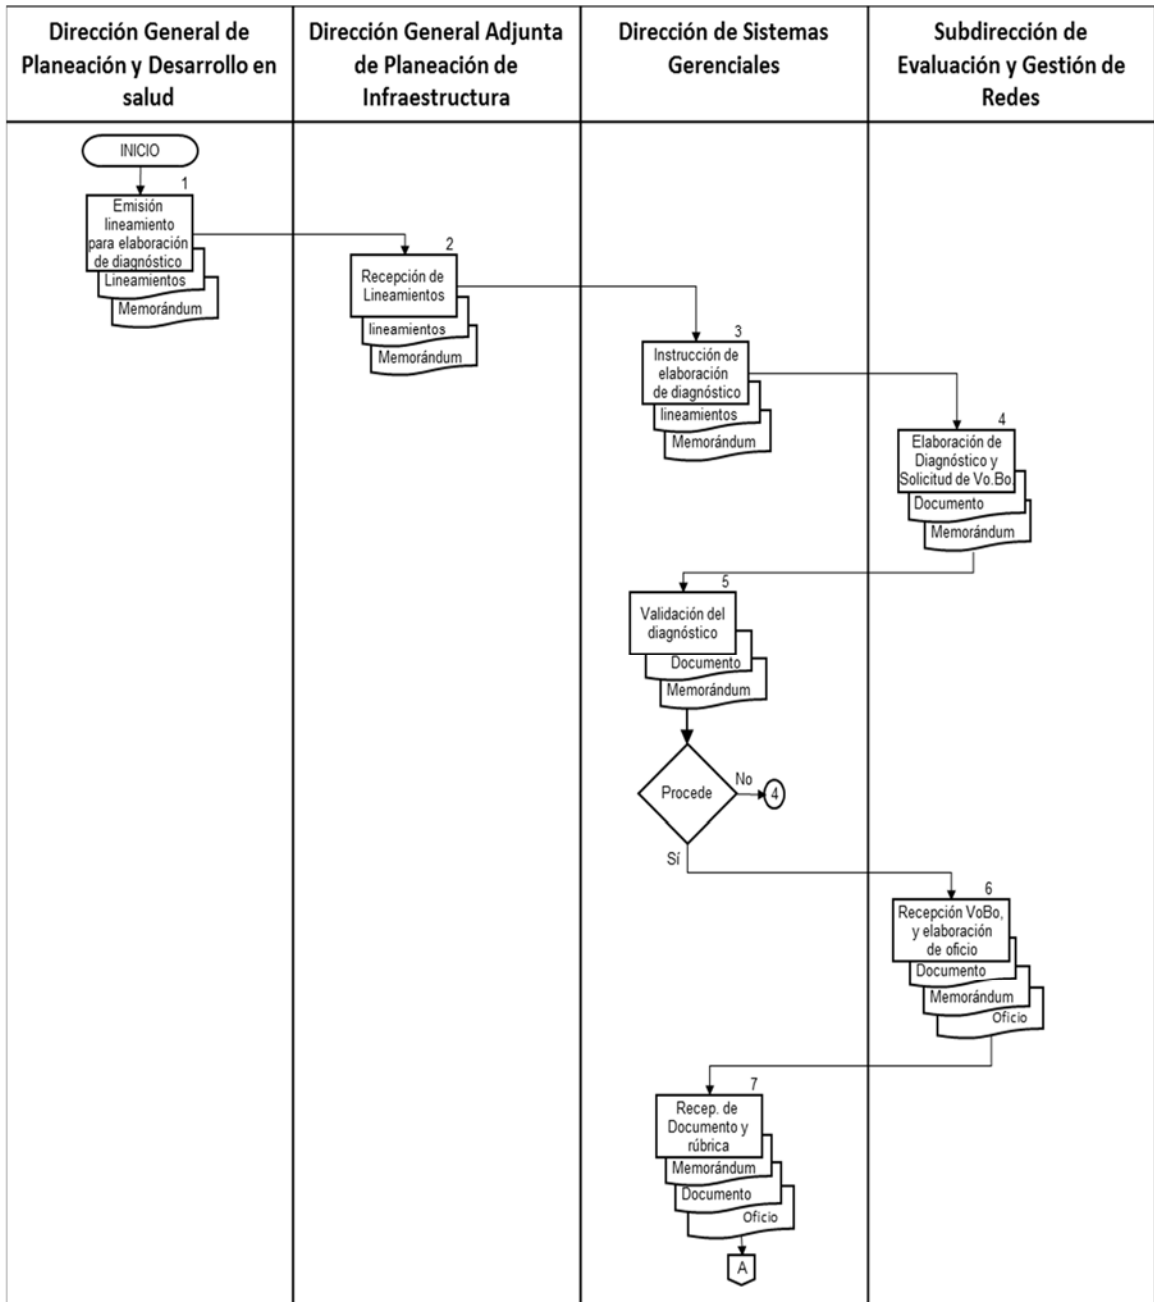 Dirección General de
Planeación y Desarrollo en
salud
Dirección General Adjunta
de Planeación de
Infraestructura
Dirección de Sistemas
Gerenciales
Subdirección de
Evaluación y Gestión de
Redes
INICIO
1
Emisión
lineamiento
para elaboración
de diagnóstico
Lineamientos
Memorándum
2
Recepción de
Lineamientos
lineamientos
Memorándum
3
Instrucción de
elaboración
de diagnóstico
lineamientos
Memorándum
4
Elaboración de
Diagnóstico y
Solicitud de Vo.Bo.
Documento
Memorándum
5
Validación del
diagnóstico
Documento
Memorándum
Procede
No
4
Sí
6
Recepción VoBo,
y elaboración
de oficio
Documento
Memorándum
Oficio
7
Recep. de
Documento y
rúbrica
Memorándum
Documento
Oficio
A